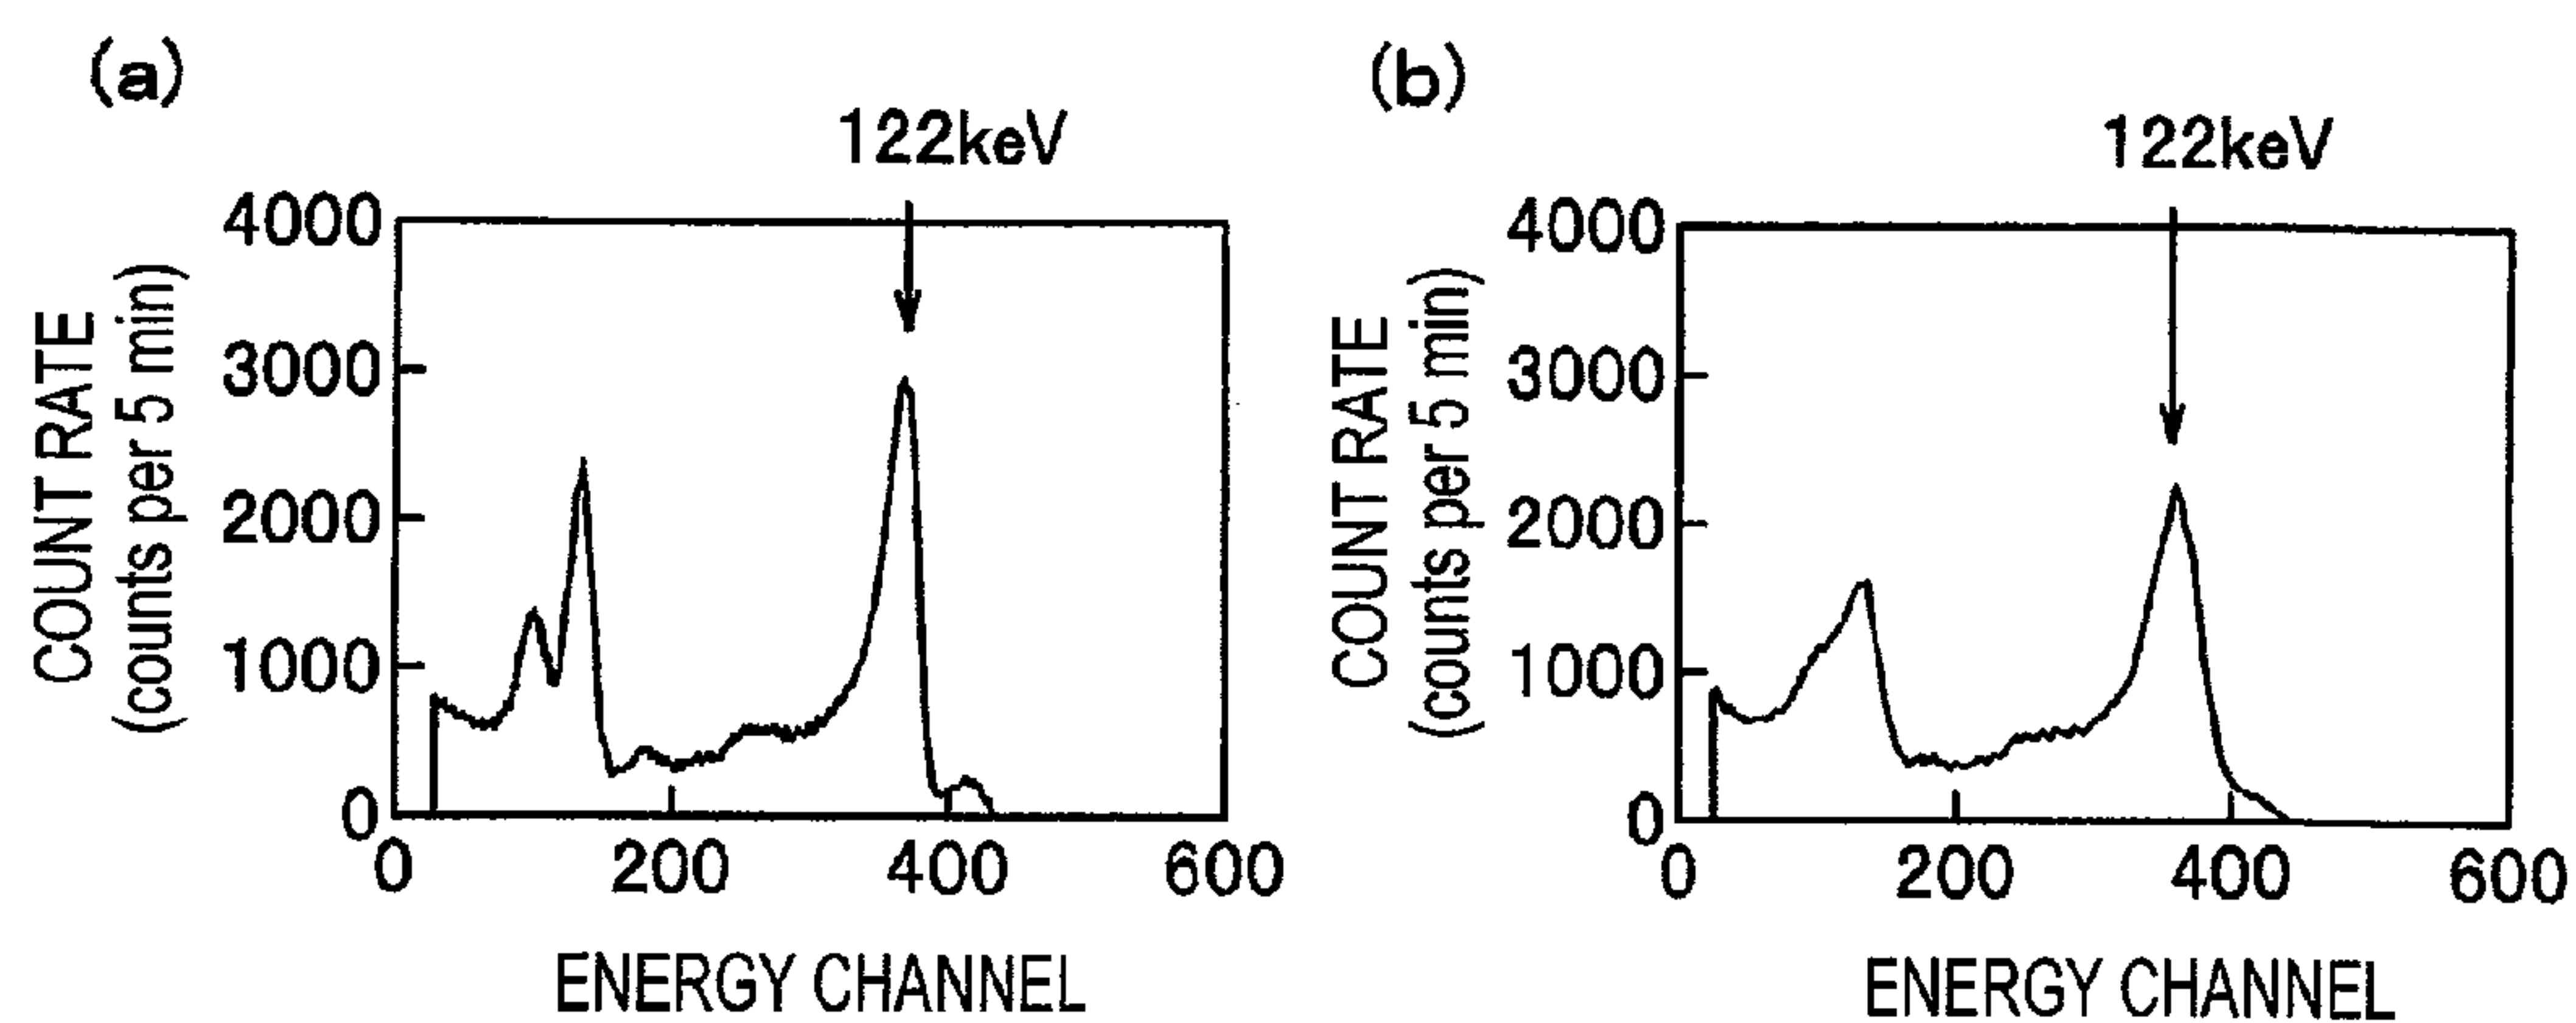 (a)
122keV
4000
3000
2000
1000
0
COUNT RATE
(counts per 5 min)
0 200 400 600
ENERGY CHANNEL
(b)
122keV
4000
3000
2000
1000
0
COUNT RATE
(counts per 5 min)
0 200 400 600
ENERGY CHANNEL